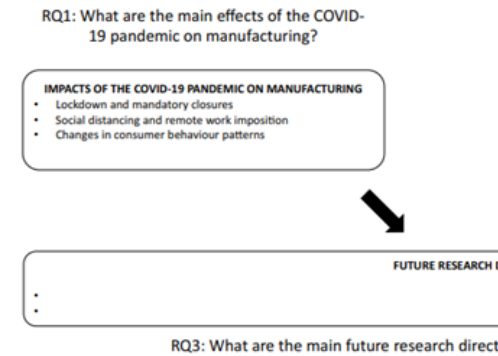 RQ1: What are the main effects of the COVID-
19 pandemic on manufacturing?
IMPACTS OF THE COVID-19 PANDEMIC ON MANUFACTURING
• Lockdown and mandatory closures
• Social distancing and remote work imposition
• Changes in consumer behaviour patterns
FUTURE RESEARCH
•
•
RQ3: What are the main future research direct